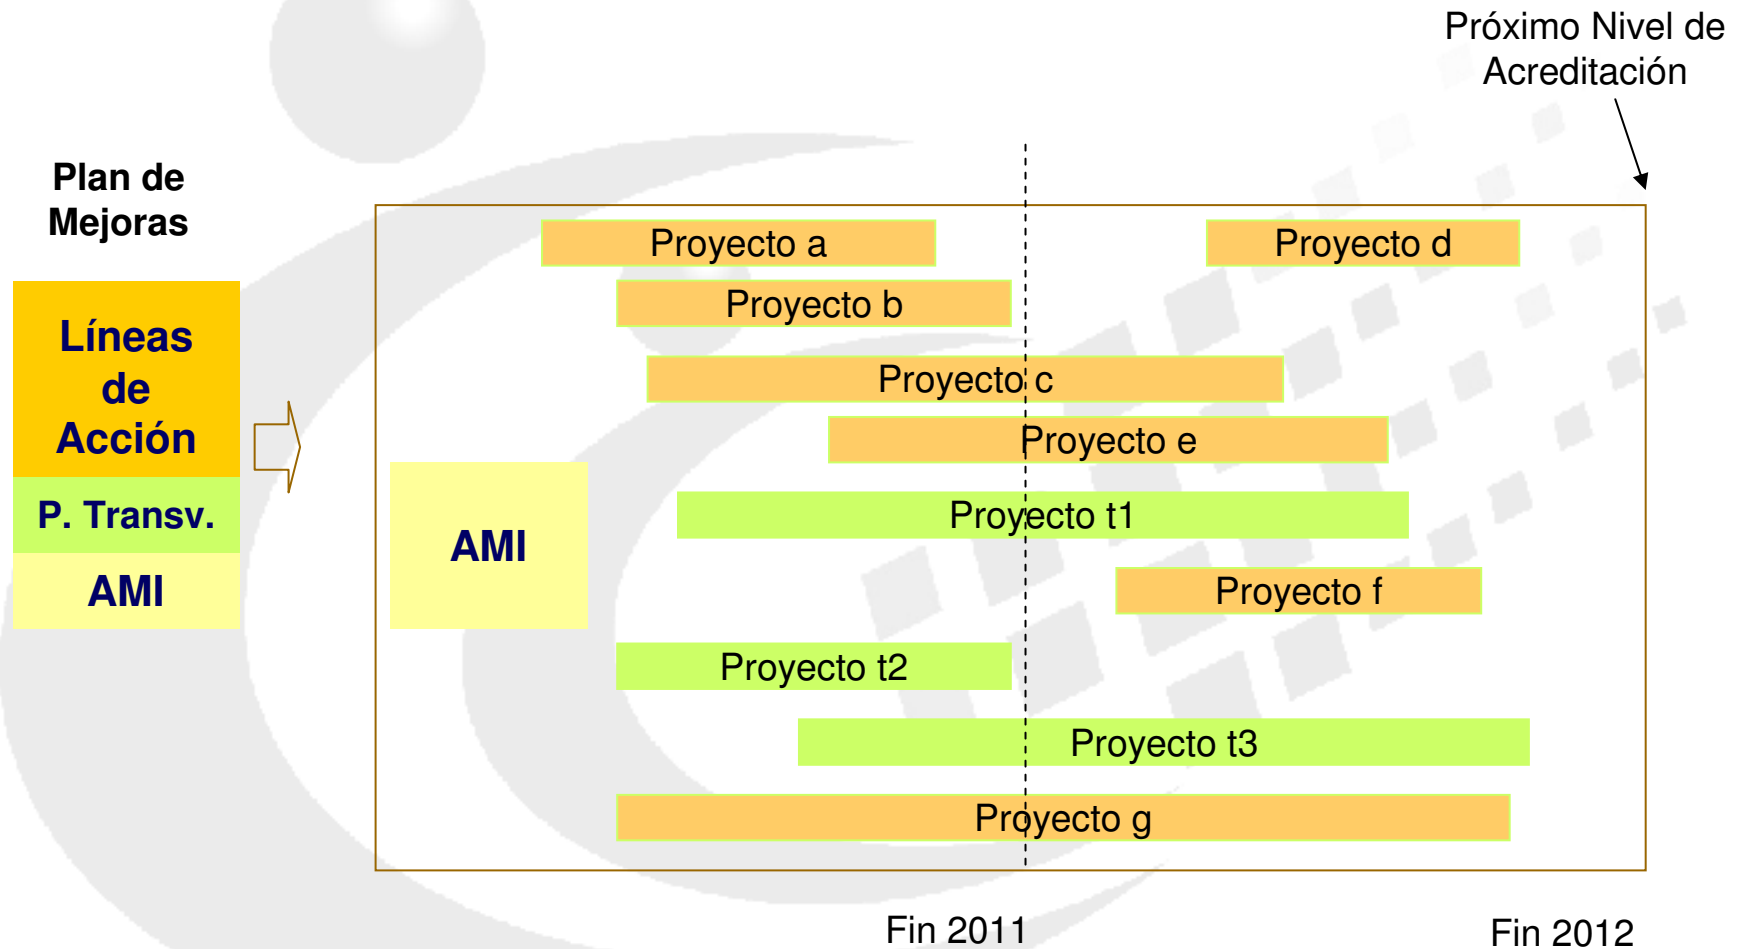 Próximo Nivel de
Acreditación
Plan de
Mejoras
Líneas
de
Acción
P. Transv.
AMI
AMI
Proyecto a
Proyecto d
Proyecto b
Proyecto c
Proyecto e
Proyecto t1
Proyecto f
Proyecto t2
Proyecto t3
Proyecto g
Fin 2011
Fin 2012